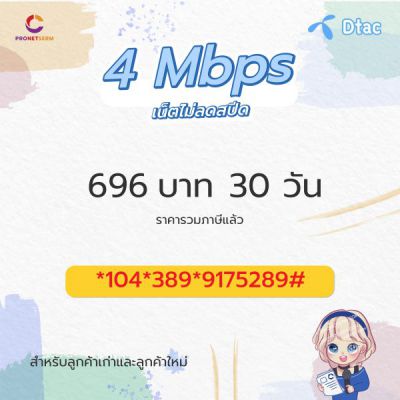 PRONETSERM
Dtac
4 Mbps
เน็ตไม่ลดสปีด
696 บาท 30 วัน
ราคารวมภาษีแล้ว
*104*389*9175289#
สำหรับลูกค้าเก่าและลูกค้าใหม่